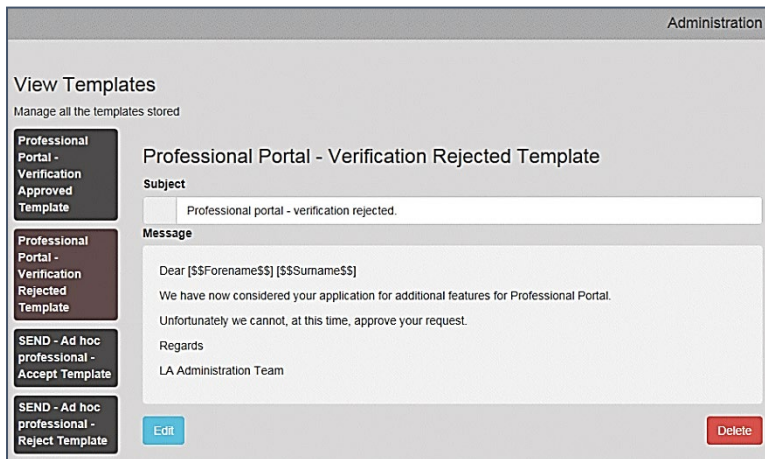 Administration
View Templates
Manage all the templates stored
Professional
Portal -
Verification
Approved
Template
Professional
Portal -
Verification
Rejected
Template
SEND - Ad hoc
professional -
Accept Template
SEND - Ad hoc
professional -
Reject Template
Professional Portal - Verification Rejected Template
Subject
Professional portal - verification rejected.
Message
Dear [$$Forename$$] [$$Surname$$]
We have now considered your application for additional features for Professional Portal.
Unfortunately we cannot, at this time, approve your request.
Regards
LA Administration Team
Edit
Delete